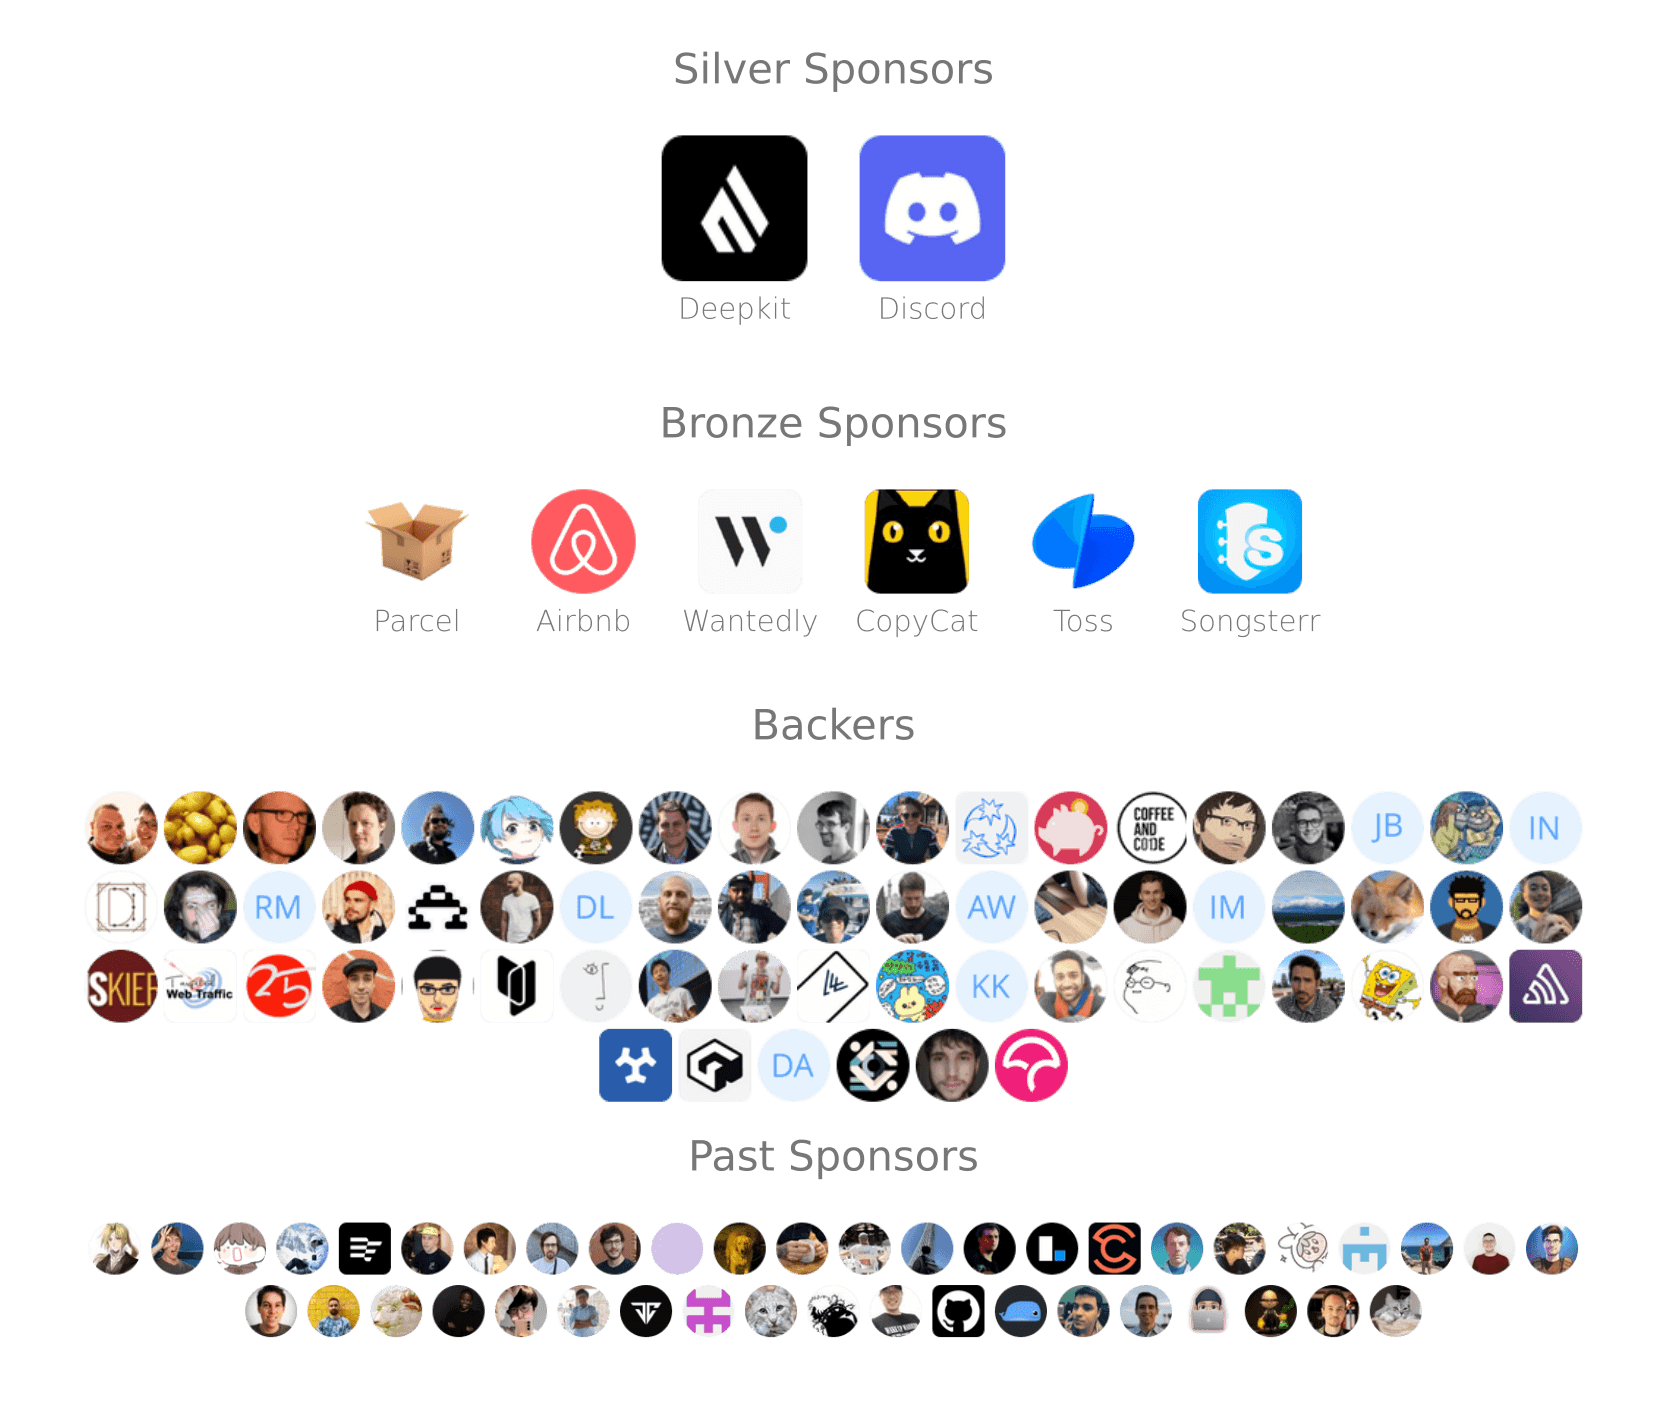 Silver Sponsors
Deepkit Discord
Bronze Sponsors
Parcel Airbnb Wantedly CopyCat Toss Songsterr
Backers
COFFEE
AND
CODE
JB
IN
RM
DL
AW
IM
SKIEF
25
Web Traffic
KK
DA
Past Sponsors